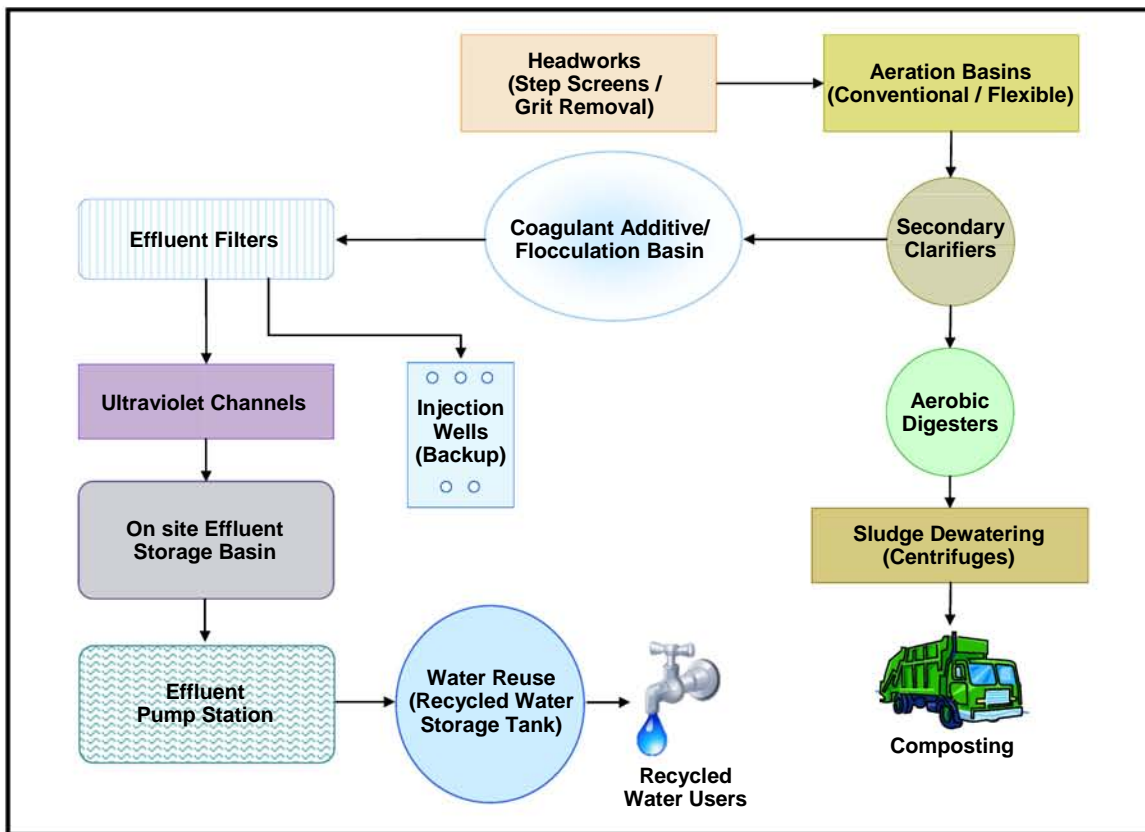 Headworks
(Step Screens /
Grit Removal)
Aeration Basins
(Conventional / Flexible)
Secondary
Clarifiers
Coagulant Additive/
Flocculation Basin
Effluent Filters
Ultraviolet Channels
Injection
Wells
(Backup)
Aerobic
Digesters
On site Effluent
Storage Basin
Sludge Dewatering
(Centrifuges)
Effluent
Pump Station
Water Reuse
(Recycled Water
Storage Tank)
Recycled
Water Users
Composting